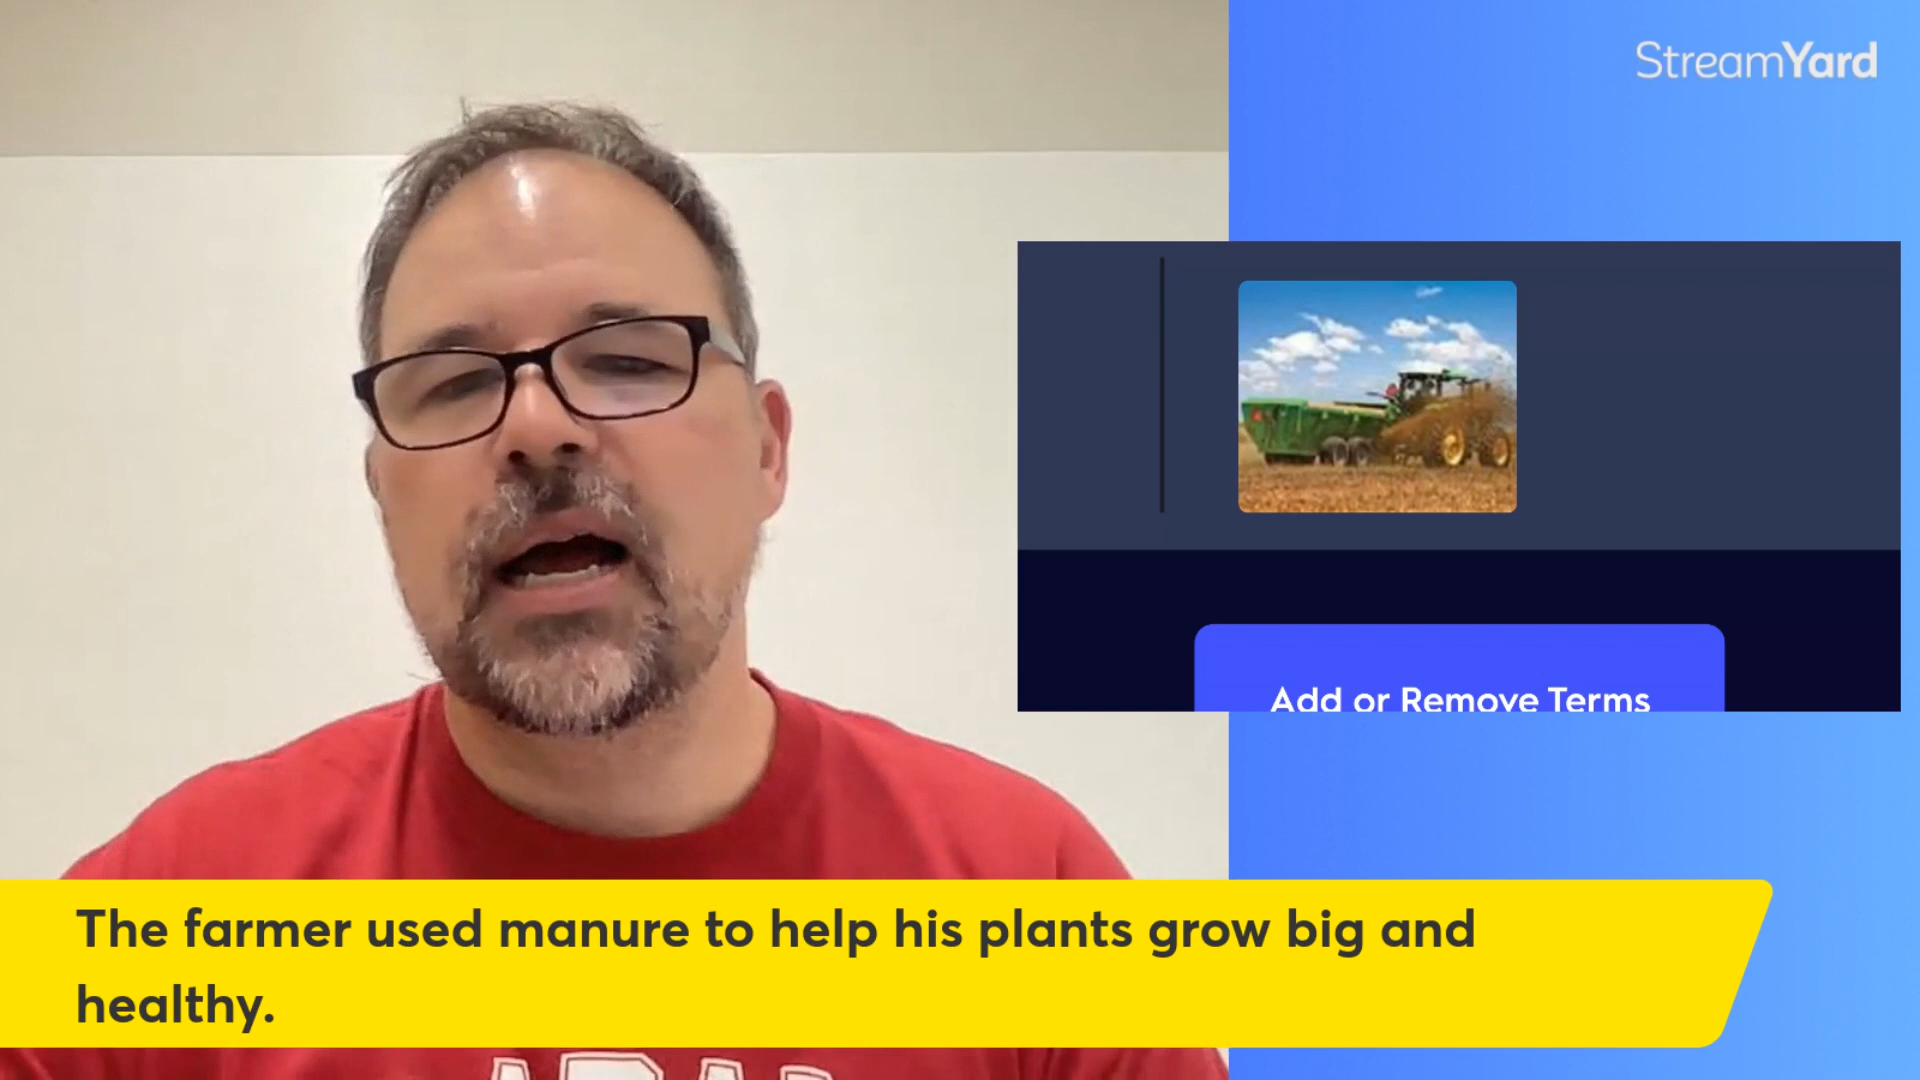 StreamYard
Add or Remove Terms
The farmer used manure to help his plants grow big and
healthy.